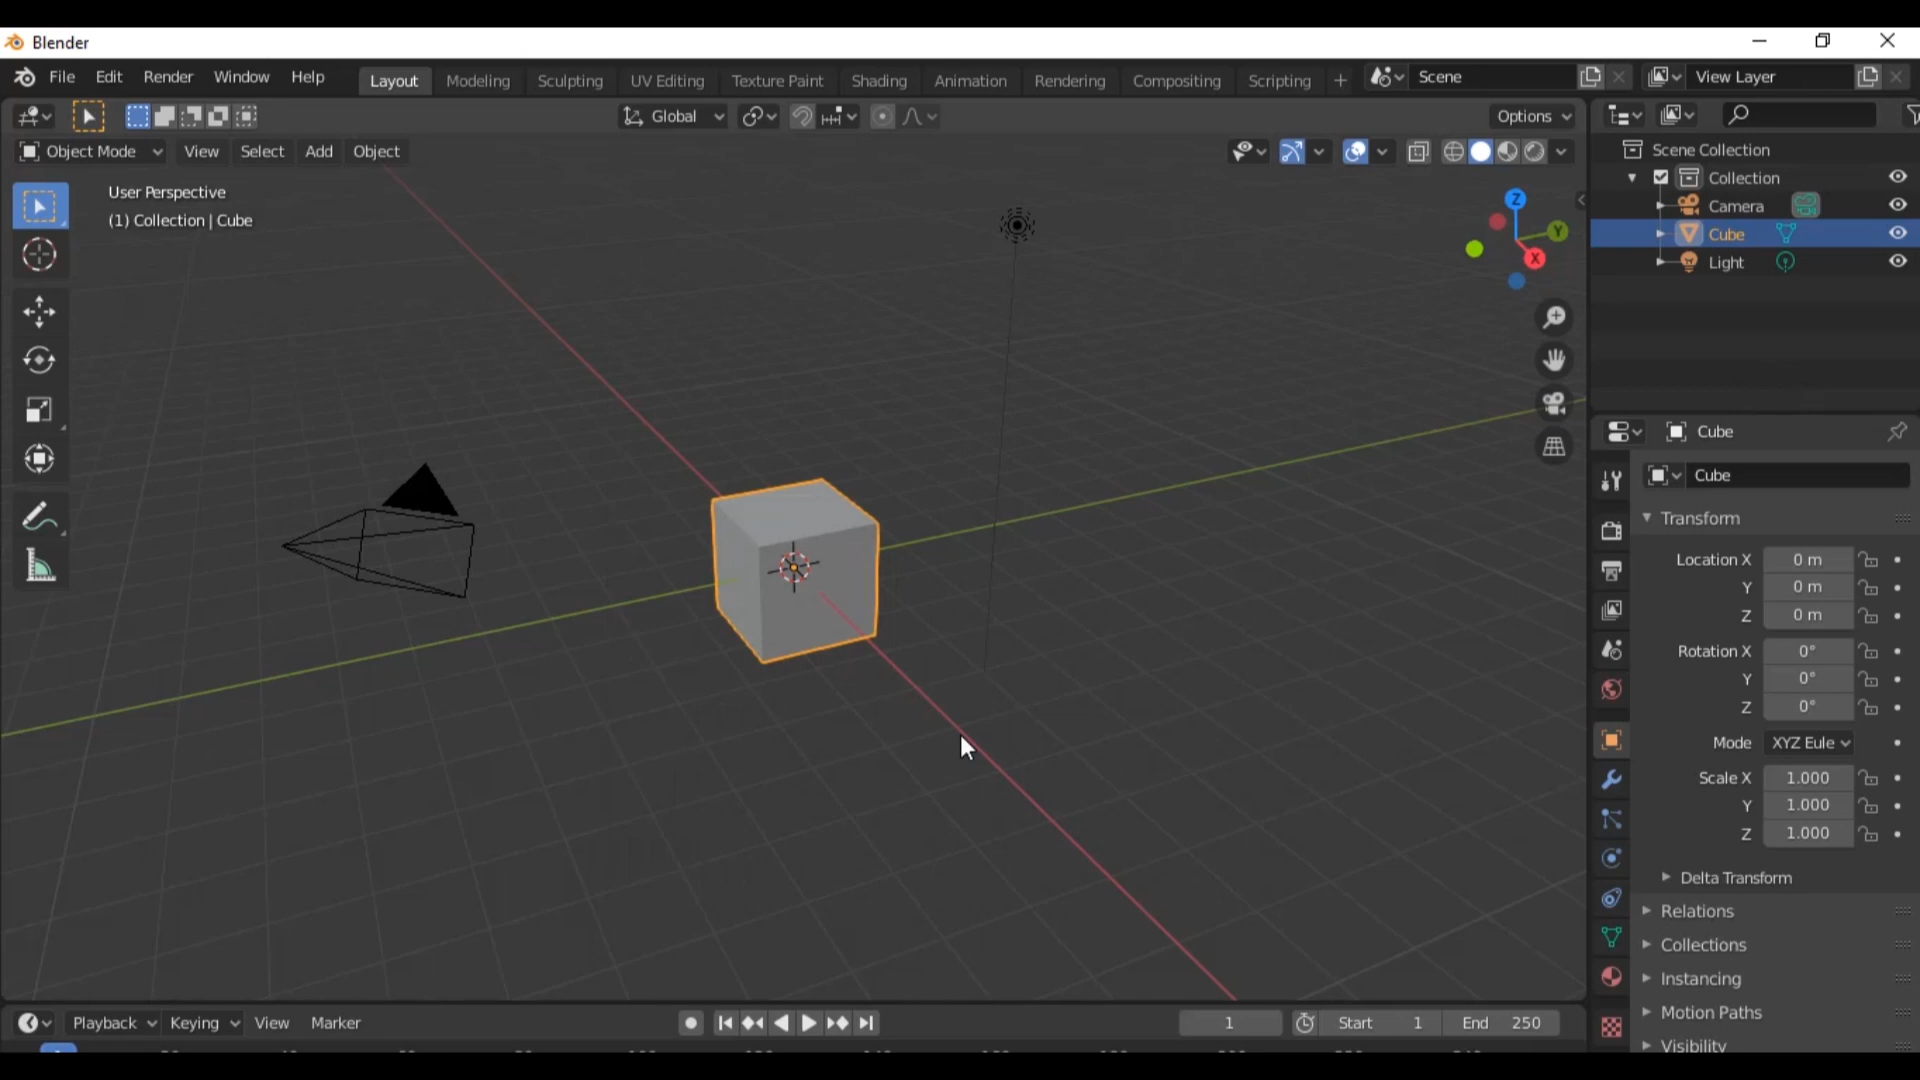 Blender
File Edit Render Window Help Layout Modeling Sculpting UV Editing Texture Paint Shading Animation Rendering Compositing Scripting + Scene View Layer
Global Options
Object Mode View Select Add Object
User Perspective
(1) Collection | Cube
Z
Y
X
Scene Collection
Collection
Camera
Cube
Light
Cube
Cube
Transform
Location X 0 m
Y 0 m
Z 0 m
Rotation X 0°
Y 0°
Z 0°
Mode XYZ Eule
Scale X 1.000
Y 1.000
Z 1.000
Delta Transform
Relations
Collections
Instancing
Motion Paths
Visibility
Playback Keying View Marker 1 Start 1 End 250